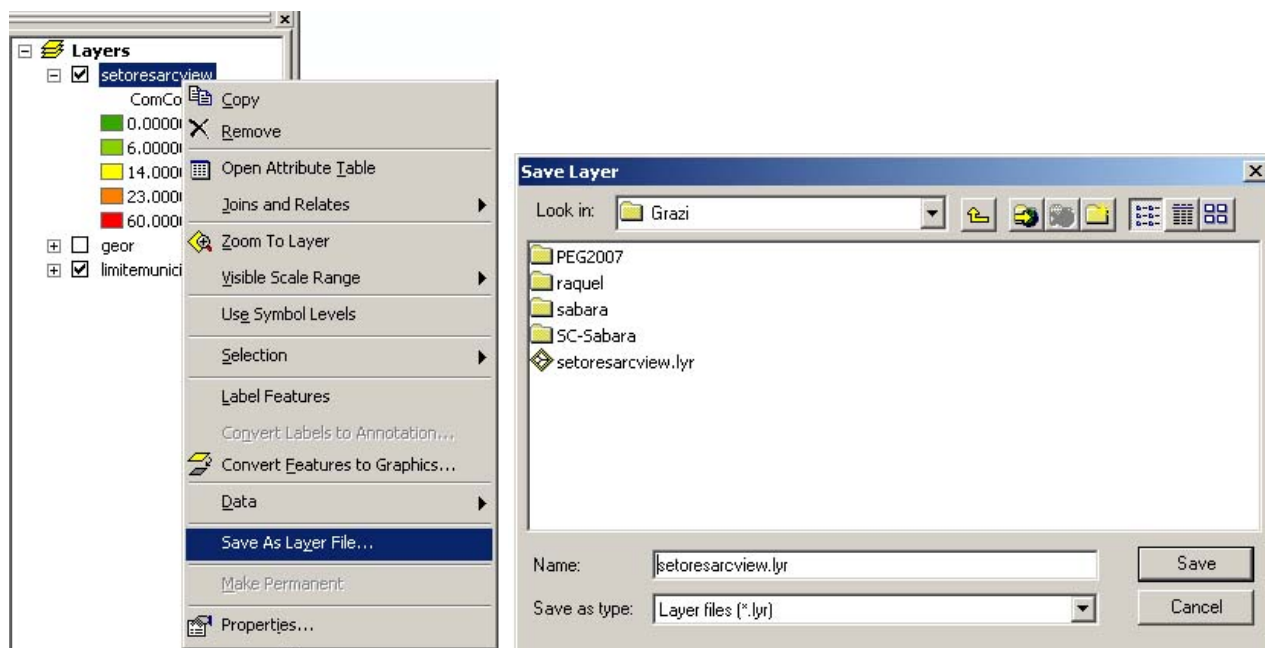 Layers
setoresarcview
ComCo
0.0000
6.0000
14.000
23.000
60.000
geor
limitemunici
Copy
Remove
Open Attribute Table
Joins and Relates
Zoom To Layer
Visible Scale Range
Use Symbol Levels
Selection
Label Features
Convert Labels to Annotation...
Convert Features to Graphics...
Data
Save As Layer File...
Make Permanent
Properties...
Save Layer
Look in: Grazi
PEG2007
raquel
sabara
SC-Sabara
setoresarcview.lyr
Name: setoresarcview.lyr
Save
Save as type: Layer files (*.lyr)
Cancel